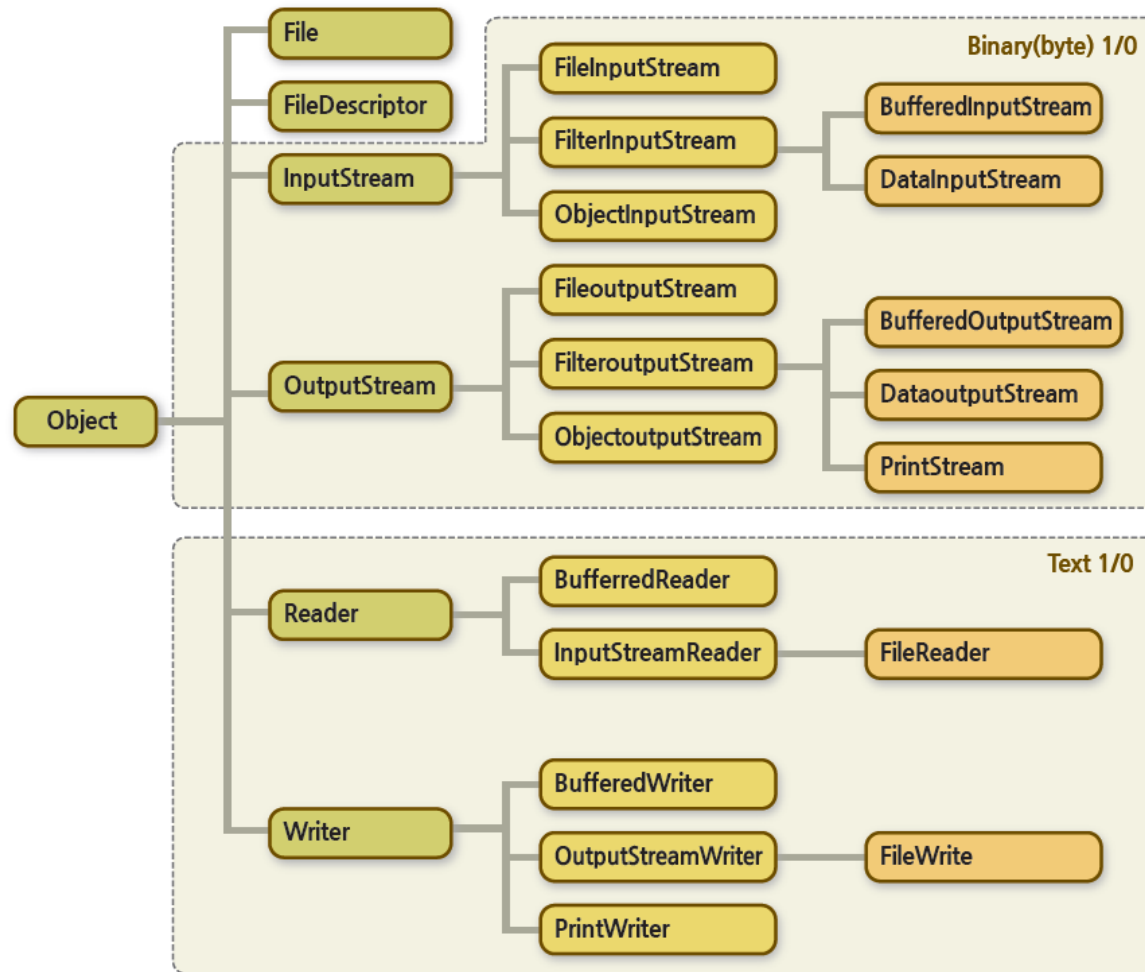 File
Binary(byte) 1/0
FileInputStream
FileDescriptor
BufferedInputStream
FilterInputStream
InputStream
DataInputStream
ObjectInputStream
FileoutputStream
BufferedOutputStream
FilteroutputStream
OutputStream
DataoutputStream
Object
ObjectoutputStream
PrintStream
Text 1/0
BufferredReader
Reader
InputStreamReader
FileReader
BufferedWriter
Writer
OutputStreamWriter
FileWrite
PrintWriter